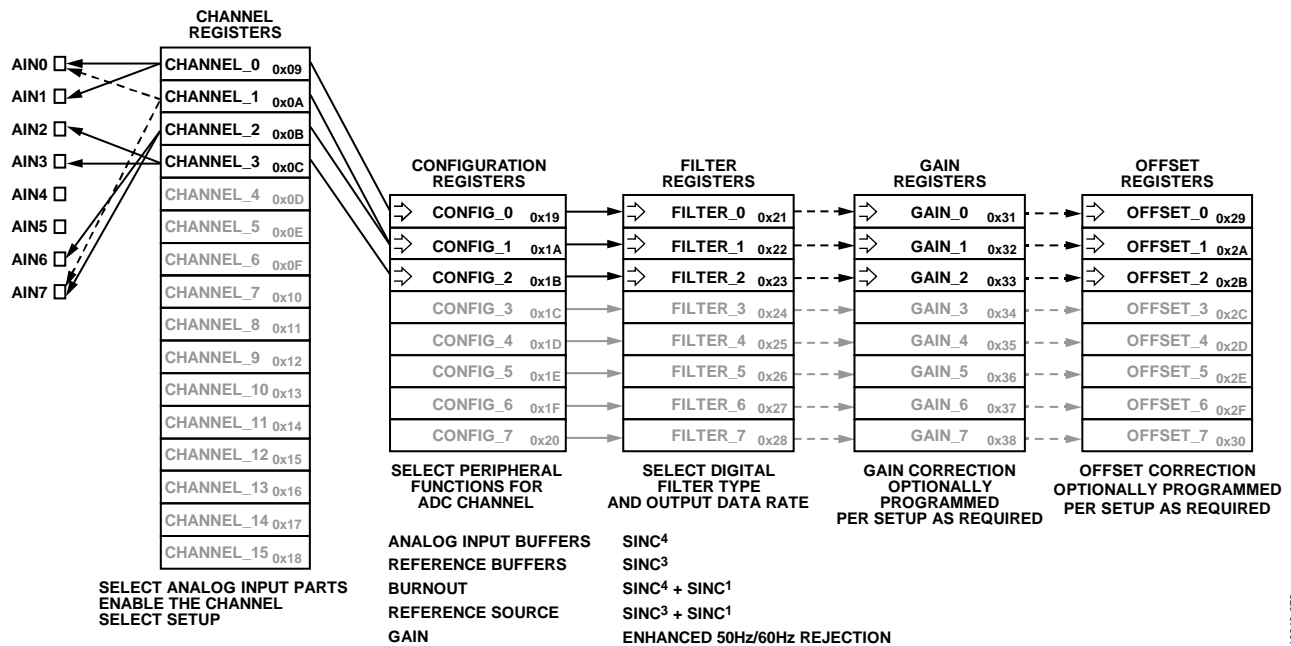 CHANNEL
REGISTERS
AIN0
AIN1
AIN2
AIN3
AIN4
AIN5
AIN6
AIN7
CHANNEL_0 0x09
CHANNEL_1 0x0A
CHANNEL_2 0x0B
CHANNEL_3 0x0C
CHANNEL_4 0x0D
CHANNEL_5 0x0E
CHANNEL_6 0x0F
CHANNEL_7 0x10
CHANNEL_8 0x11
CHANNEL_9 0x12
CHANNEL_10 0x13
CHANNEL_11 0x14
CHANNEL_12 0x15
CHANNEL_13 0x16
CHANNEL_14 0x17
CHANNEL_15 0x18
SELECT ANALOG INPUT PARTS
ENABLE THE CHANNEL
SELECT SETUP
CONFIGURATION
REGISTERS
CONFIG_0 0x19
CONFIG_1 0x1A
CONFIG_2 0x1B
CONFIG_3 0x1C
CONFIG_4 0x1D
CONFIG_5 0x1E
CONFIG_6 0x1F
CONFIG_7 0x20
SELECT PERIPHERAL
FUNCTIONS FOR
ADC CHANNEL
ANALOG INPUT BUFFERS
REFERENCE BUFFERS
BURNOUT
REFERENCE SOURCE
GAIN
FILTER
REGISTERS
FILTER_0 0x21
FILTER_1 0x22
FILTER_2 0x23
FILTER_3 0x24
FILTER_4 0x25
FILTER_5 0x26
FILTER_6 0x27
FILTER_7 0x28
SELECT DIGITAL
FILTER TYPE
AND OUTPUT DATA RATE
SINC4
SINC3
SINC4 + SINC1
SINC3 + SINC1
ENHANCED 50Hz/60Hz REJECTION
GAIN
REGISTERS
GAIN_0 0x31
GAIN_1 0x32
GAIN_2 0x33
GAIN_3 0x34
GAIN_4 0x35
GAIN_5 0x36
GAIN_6 0x37
GAIN_7 0x38
GAIN CORRECTION
OPTIONALLY
PROGRAMMED
PER SETUP AS REQUIRED
OFFSET
REGISTERS
OFFSET_0 0x29
OFFSET_1 0x2A
OFFSET_2 0x2B
OFFSET_3 0x2C
OFFSET_4 0x2D
OFFSET_5 0x2E
OFFSET_6 0x2F
OFFSET_7 0x30
OFFSET CORRECTION
OPTIONALLY PROGRAMMED
PER SETUP AS REQUIRED